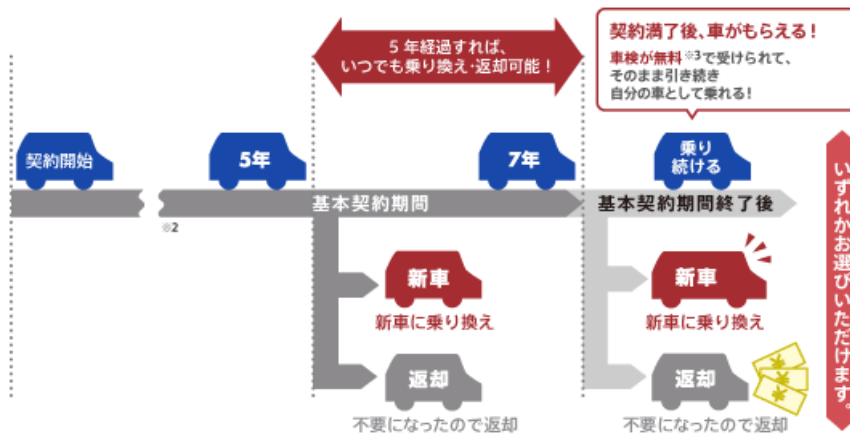 5年経過すれば、
いつでも乗り換え・返却可能！
契約満了後、車がもらえる！
車検が無料※3で受けられて、
そのまま引き続き
自分の車として乗れる！
契約開始
5年
7年
乗り
続ける
基本契約期間
基本契約期間終了後
※2
新車
新車に乗り換え
返却
不要になったので返却
新車
新車に乗り換え
返却
不要になったので返却
いずれかお選びいただけます。